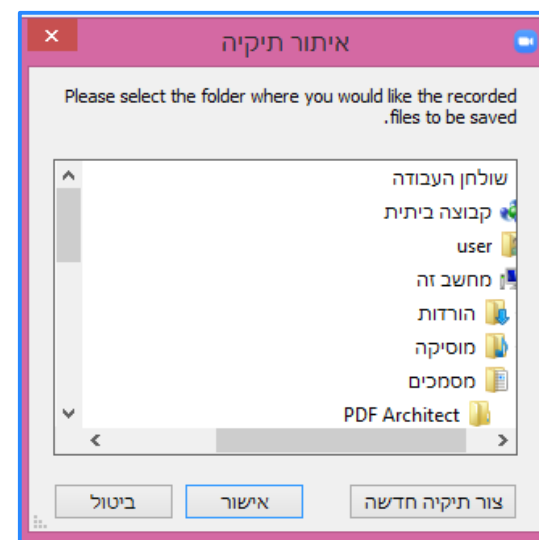 איתור תיקיה
Please select the folder where you would like the recorded
files to be saved.
שולחן העבודה
קבוצה ביתית
user
מחשב זה
הורדות
מוסיקה
מסמכים
PDF Architect
צור תיקיה חדשה
אישור
ביטול